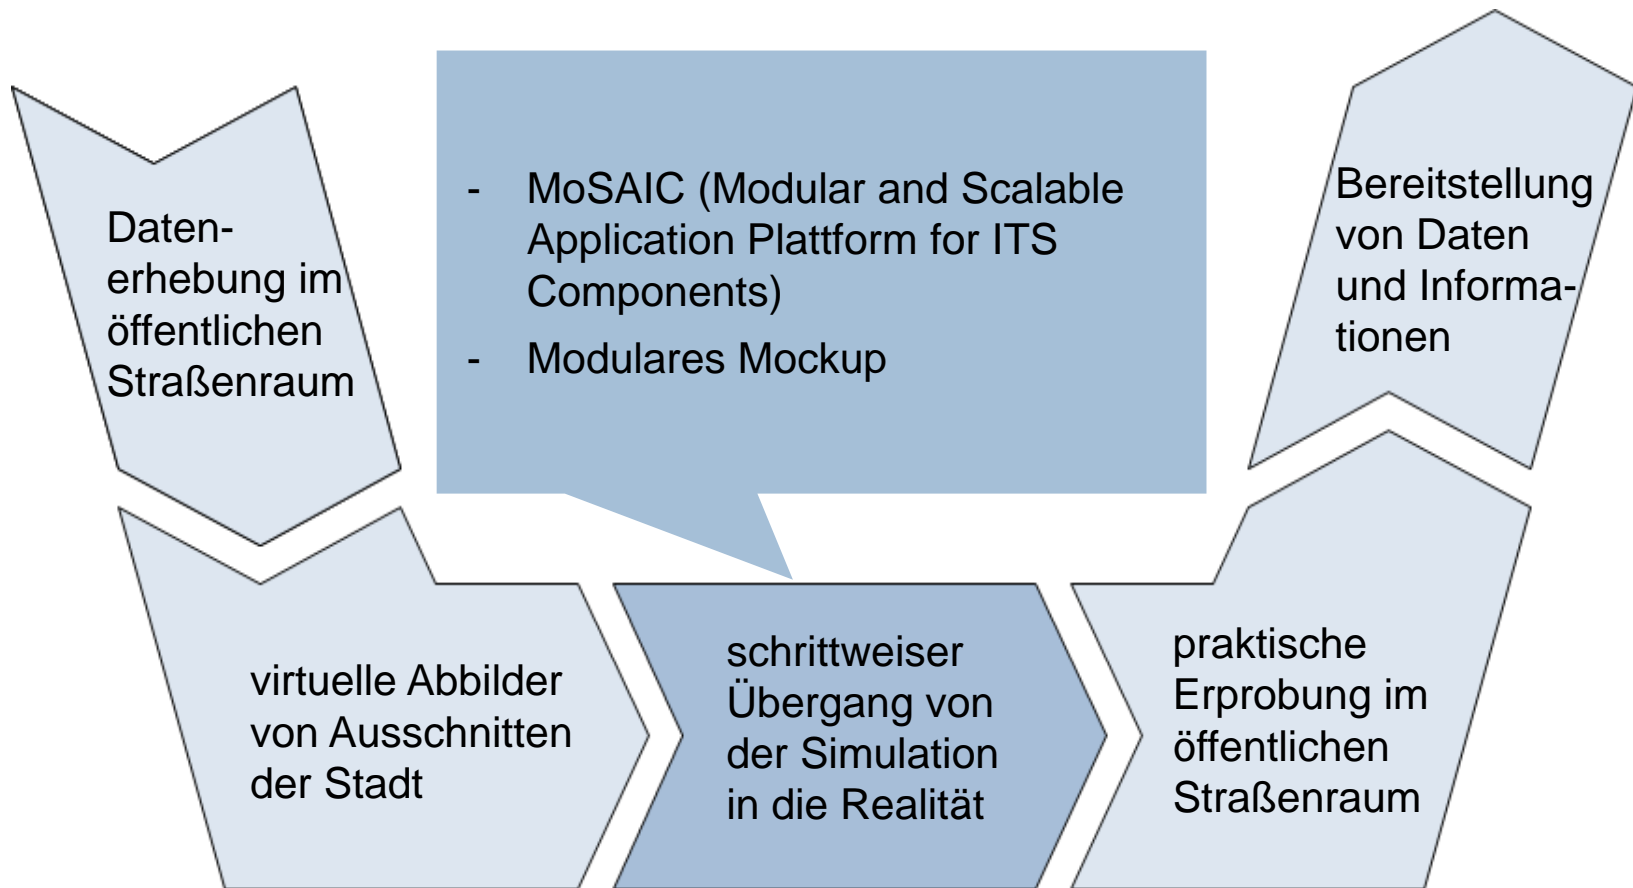 Daten-
erhebung im
öffentlichen
Straßenraum
virtuelle Abbilder
von Ausschnitten
der Stadt
- MoSAIC (Modular and Scalable
Application Plattform for ITS
Components)
- Modulares Mockup
schrittweiser
Übergang von
der Simulation
in die Realität
praktische
Erprobung im
öffentlichen
Straßenraum
Bereitstellung
von Daten
und Informa-
tionen